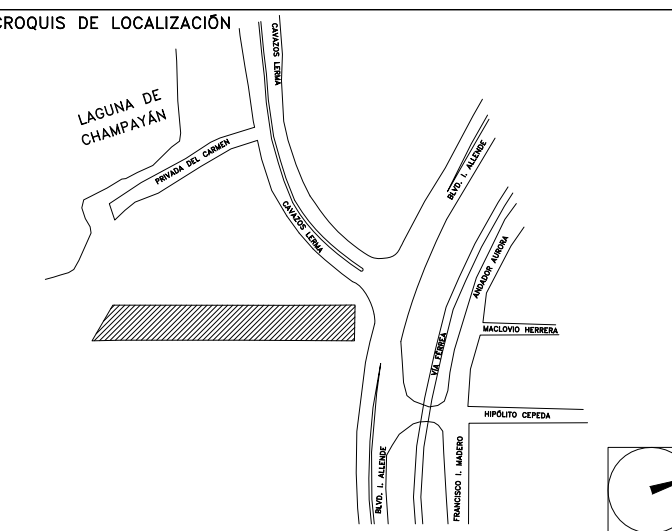 CROQUIS DE LOCALIZACIÓN
CAVAZOS LERMA
LAGUNA DE
CHAMPAYÁN
PRIVADA DEL CARMEN
BLVD. I. ALLENDE
CAVAZOS LERMA
ANDADOR AURORA
MACLOVIO HERRERA
VÍA FÉRREA
HIPÓLITO CEPEDA
BLVD. I. ALLENDE
FRANCISCO I. MADERO